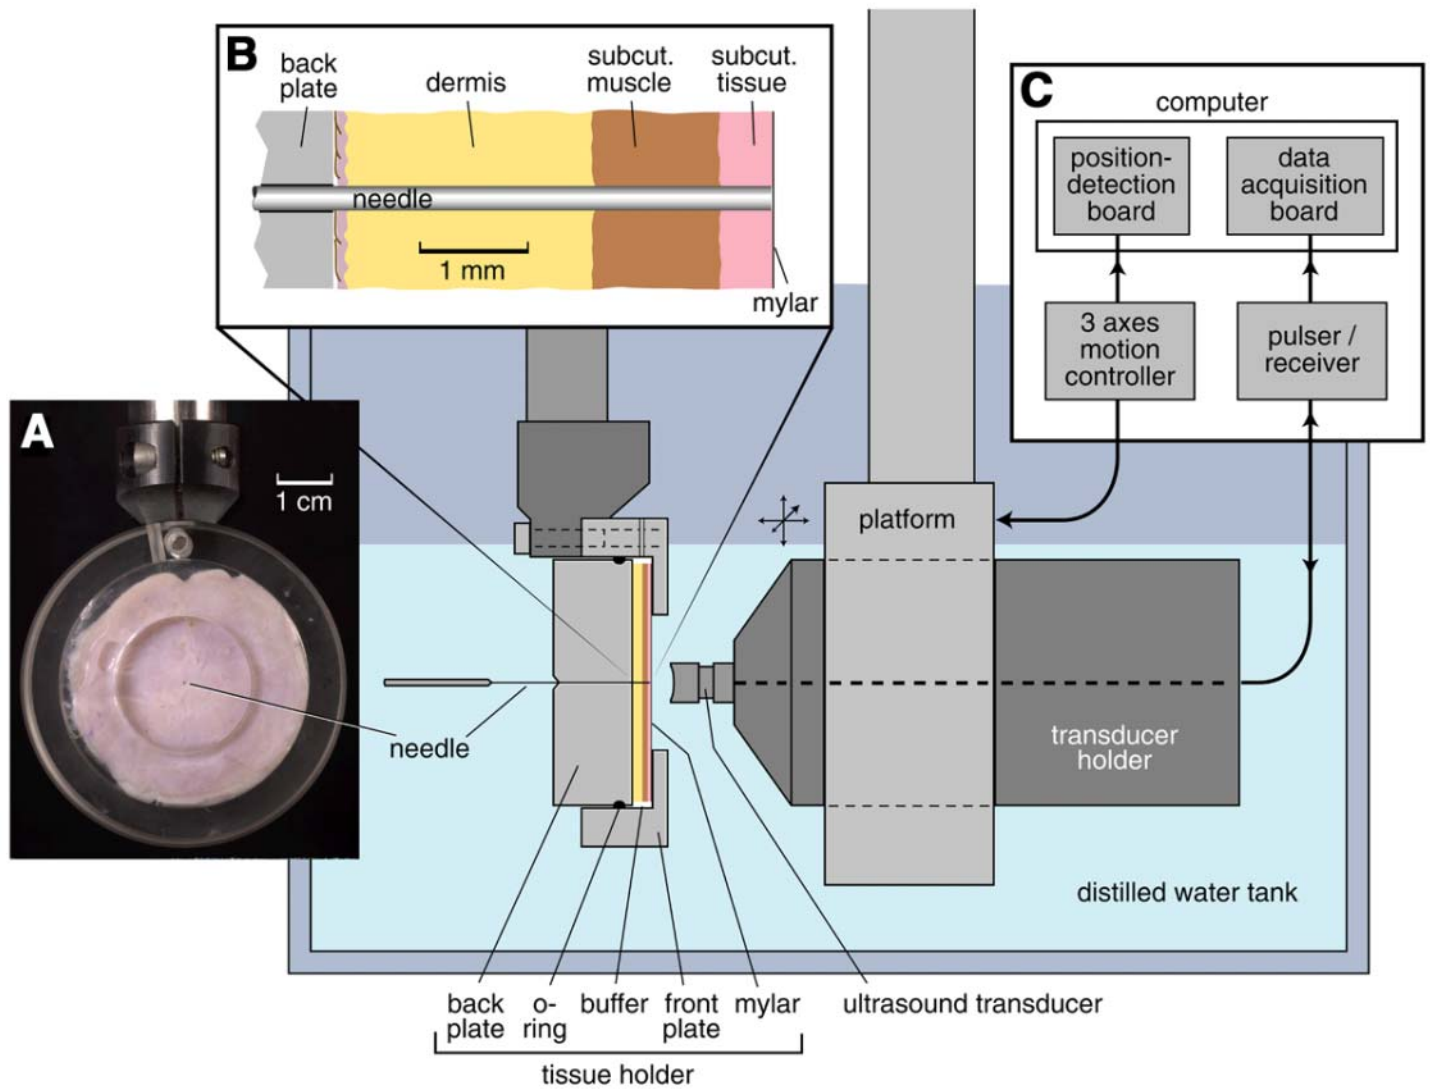 B
back
plate
dermis
subcut.
muscle
subcut.
tissue
needle
1 mm
mylar
C
computer
position-
detection
board
data
acquisition
board
3 axes
motion
controller
pulser /
receiver
A
1 cm
needle
platform
transducer
holder
distilled water tank
back
plate
o-
ring
buffer
front
plate
mylar
ultrasound transducer
tissue holder